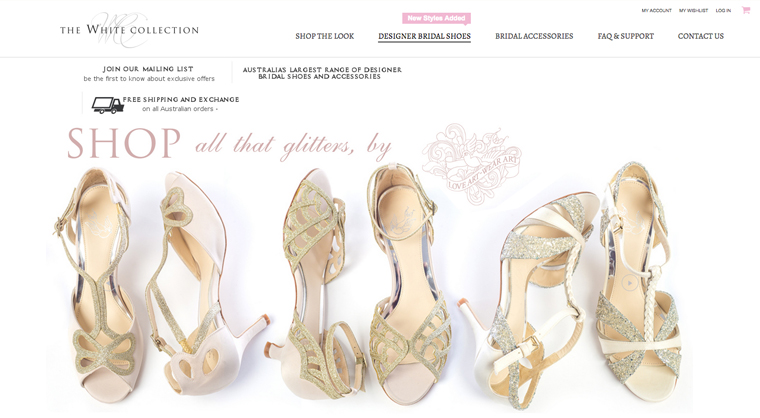 MY ACCOUNT MY WISHLIST LOG IN
New Styles Added
THE WHITE COLLECTION
SHOP THE LOOK DESIGNER BRIDAL SHOES BRIDAL ACCESSORIES FAQ & SUPPORT CONTACT US
JOIN OUR MAILING LIST
be the first to know about exclusive offers
AUSTRALIA'S LARGEST RANGE OF DESIGNER
BRIDAL SHOES AND ACCESSORIES
FREE SHIPPING AND EXCHANGE
on all Australian orders -
SHOP all that glitters, by
LOVE ART-WEAR ART